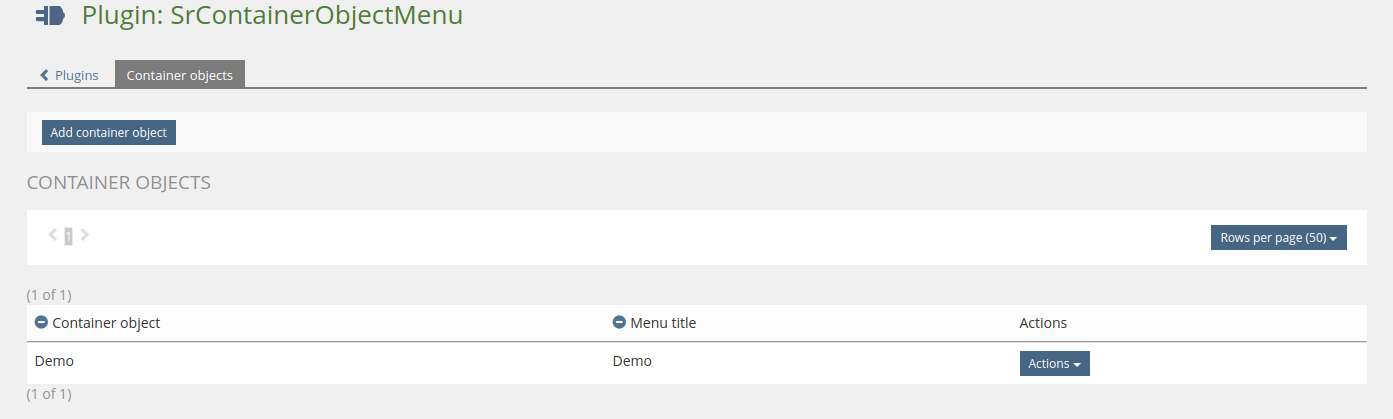 Plugin: SrContainerObjectMenu
Plugins Container objects
Add container object
CONTAINER OBJECTS
1 Rows per page (50)
(1 of 1)
Container object Menu title Actions
Demo Demo Actions
(1 of 1)